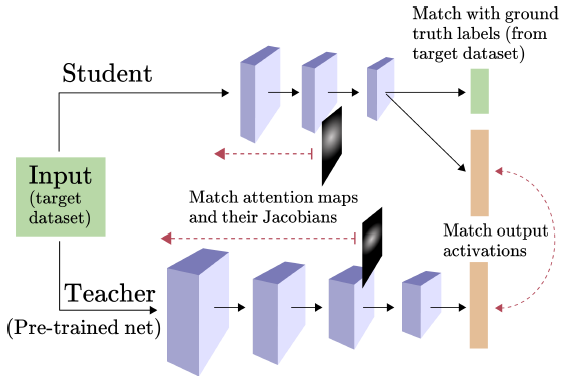 Match with ground
truth labels (from
target dataset)
Student
Input
(target
dataset)
Match attention maps
and their Jacobians
Match output
activations
Teacher
(Pre-trained net)